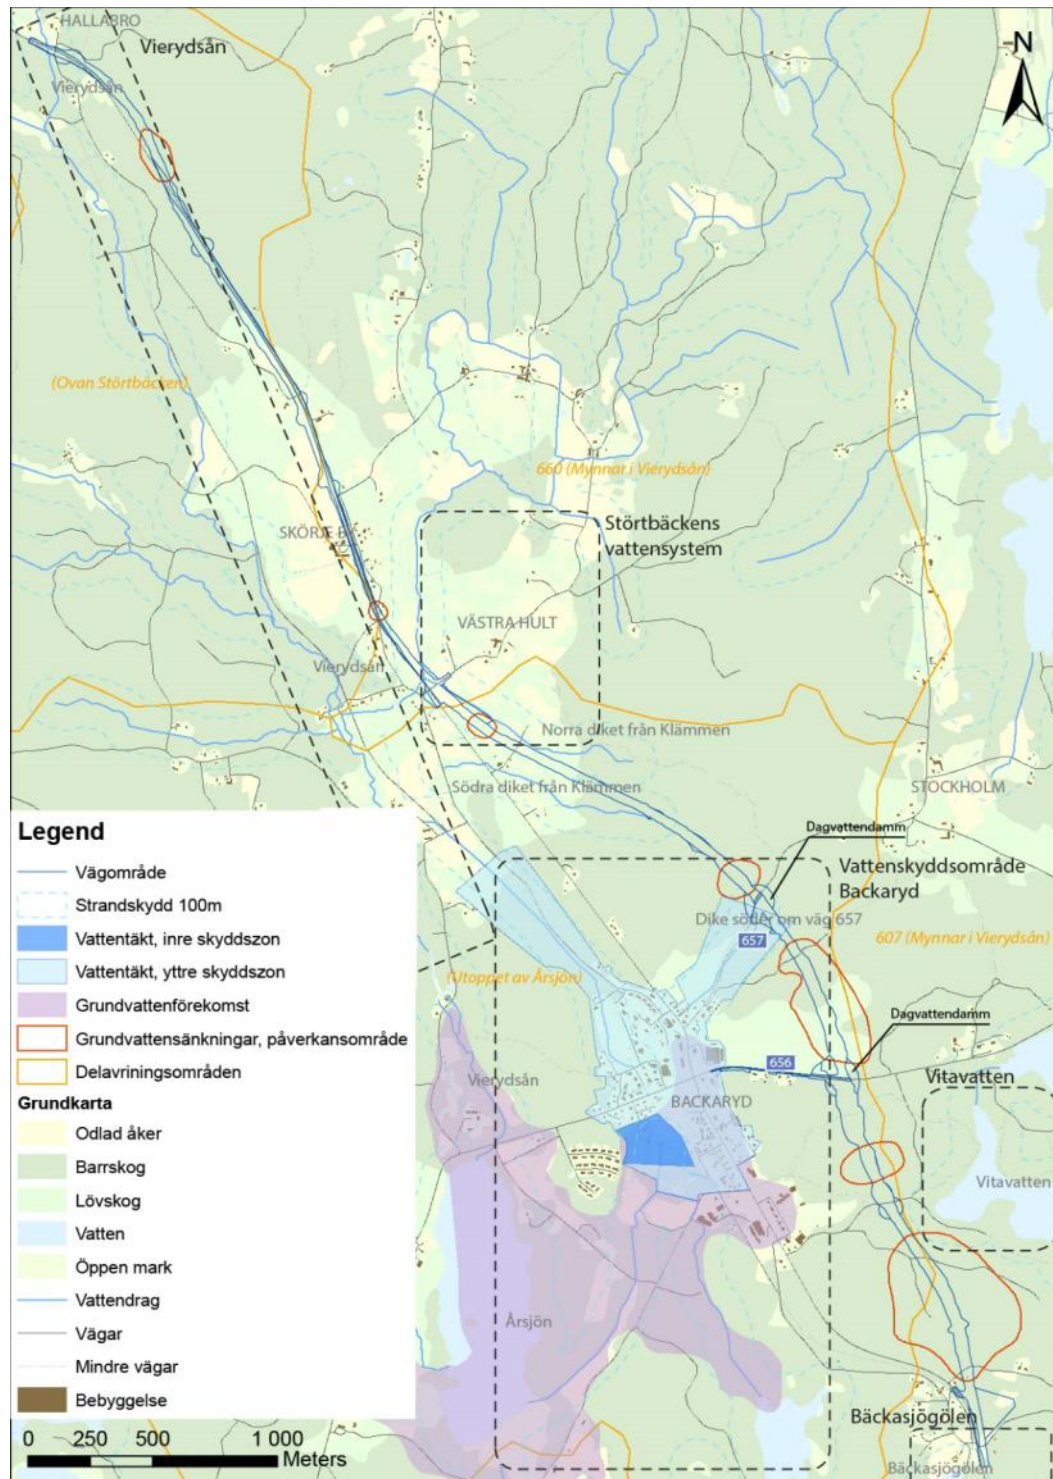 HALLABRO
Vierydsån
N
Vierydsån
(Ovan Störtbäcken)
660 (Mynnar i Vierydsån)
Störtbäckens
vattensystem
SKÖRJE BY
VÄSTRA HULT
Vierydsån
Norra diket från Klämmen
Södra diket från Klämmen
STOCKHOLM
Dagvattendamm
Vattenskyddsområde
Backaryd
Dike söder om väg 657
657
607 (Mynnar i Vierydsån)
(Utoppet av Årsjön)
Dagvattendamm
656
Vierydsån
BACKARYD
Vitavatten
Vitavatten
Årsjön
Bäckasjögölen
Bäckasjögölen
Legend
Vägområde
Strandskydd 100m
Vattentäkt, inre skyddszon
Vattentäkt, yttre skyddszon
Grundvattenförekomst
Grundvattensänkningar, påverkansområde
Delavriningsområden
Grundkarta
Odlad åker
Barrskog
Lövskog
Vatten
Öppen mark
Vattendrag
Vägar
Mindre vägar
Bebyggelse
0 250 500 1 000
Meters